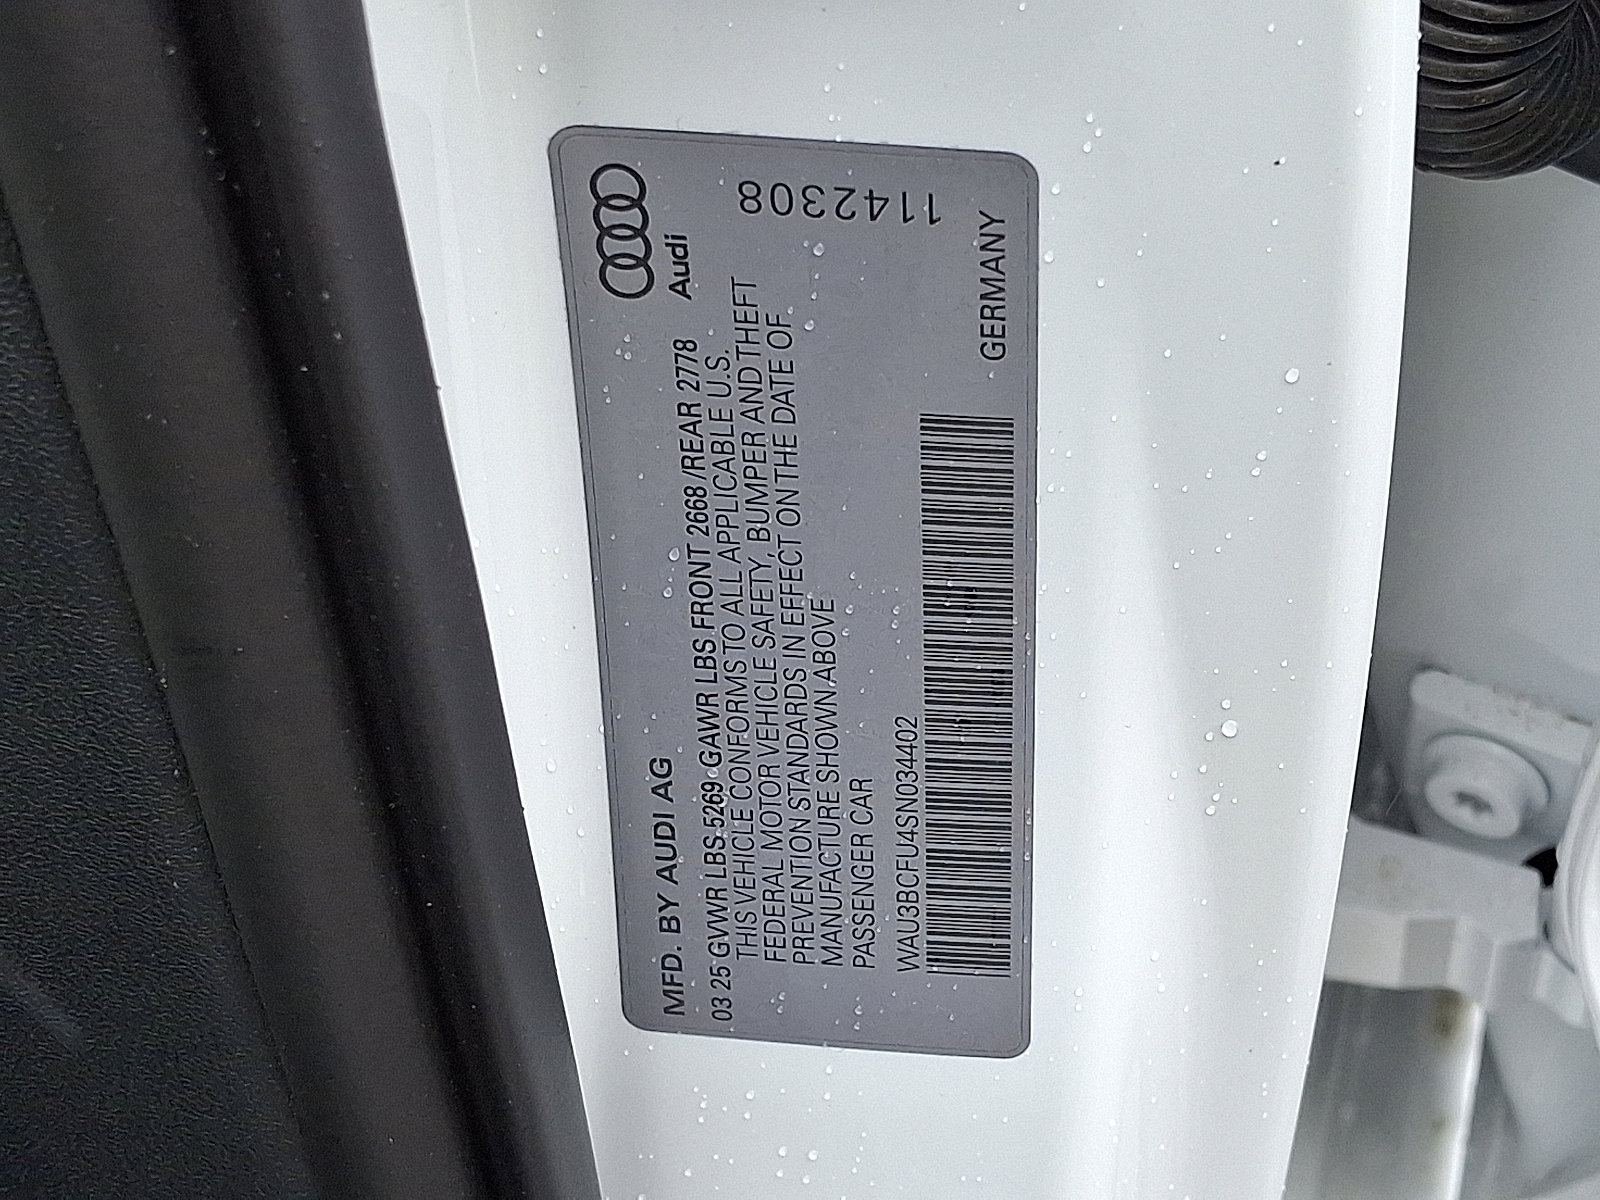 MFD. BY AUDI AG
Audi
03 25 GVWR LBS 5269 GAWR LBS FRONT 2668 /REAR 2778
THIS VEHICLE CONFORMS TO ALL APPLICABLE U.S.
FEDERAL MOTOR VEHICLE SAFETY, BUMPER AND THEFT
PREVENTION STANDARDS IN EFFECT ON THE DATE OF
MANUFACTURE SHOWN ABOVE
PASSENGER CAR
1142308
WAU3BCFU4SN034402
GERMANY